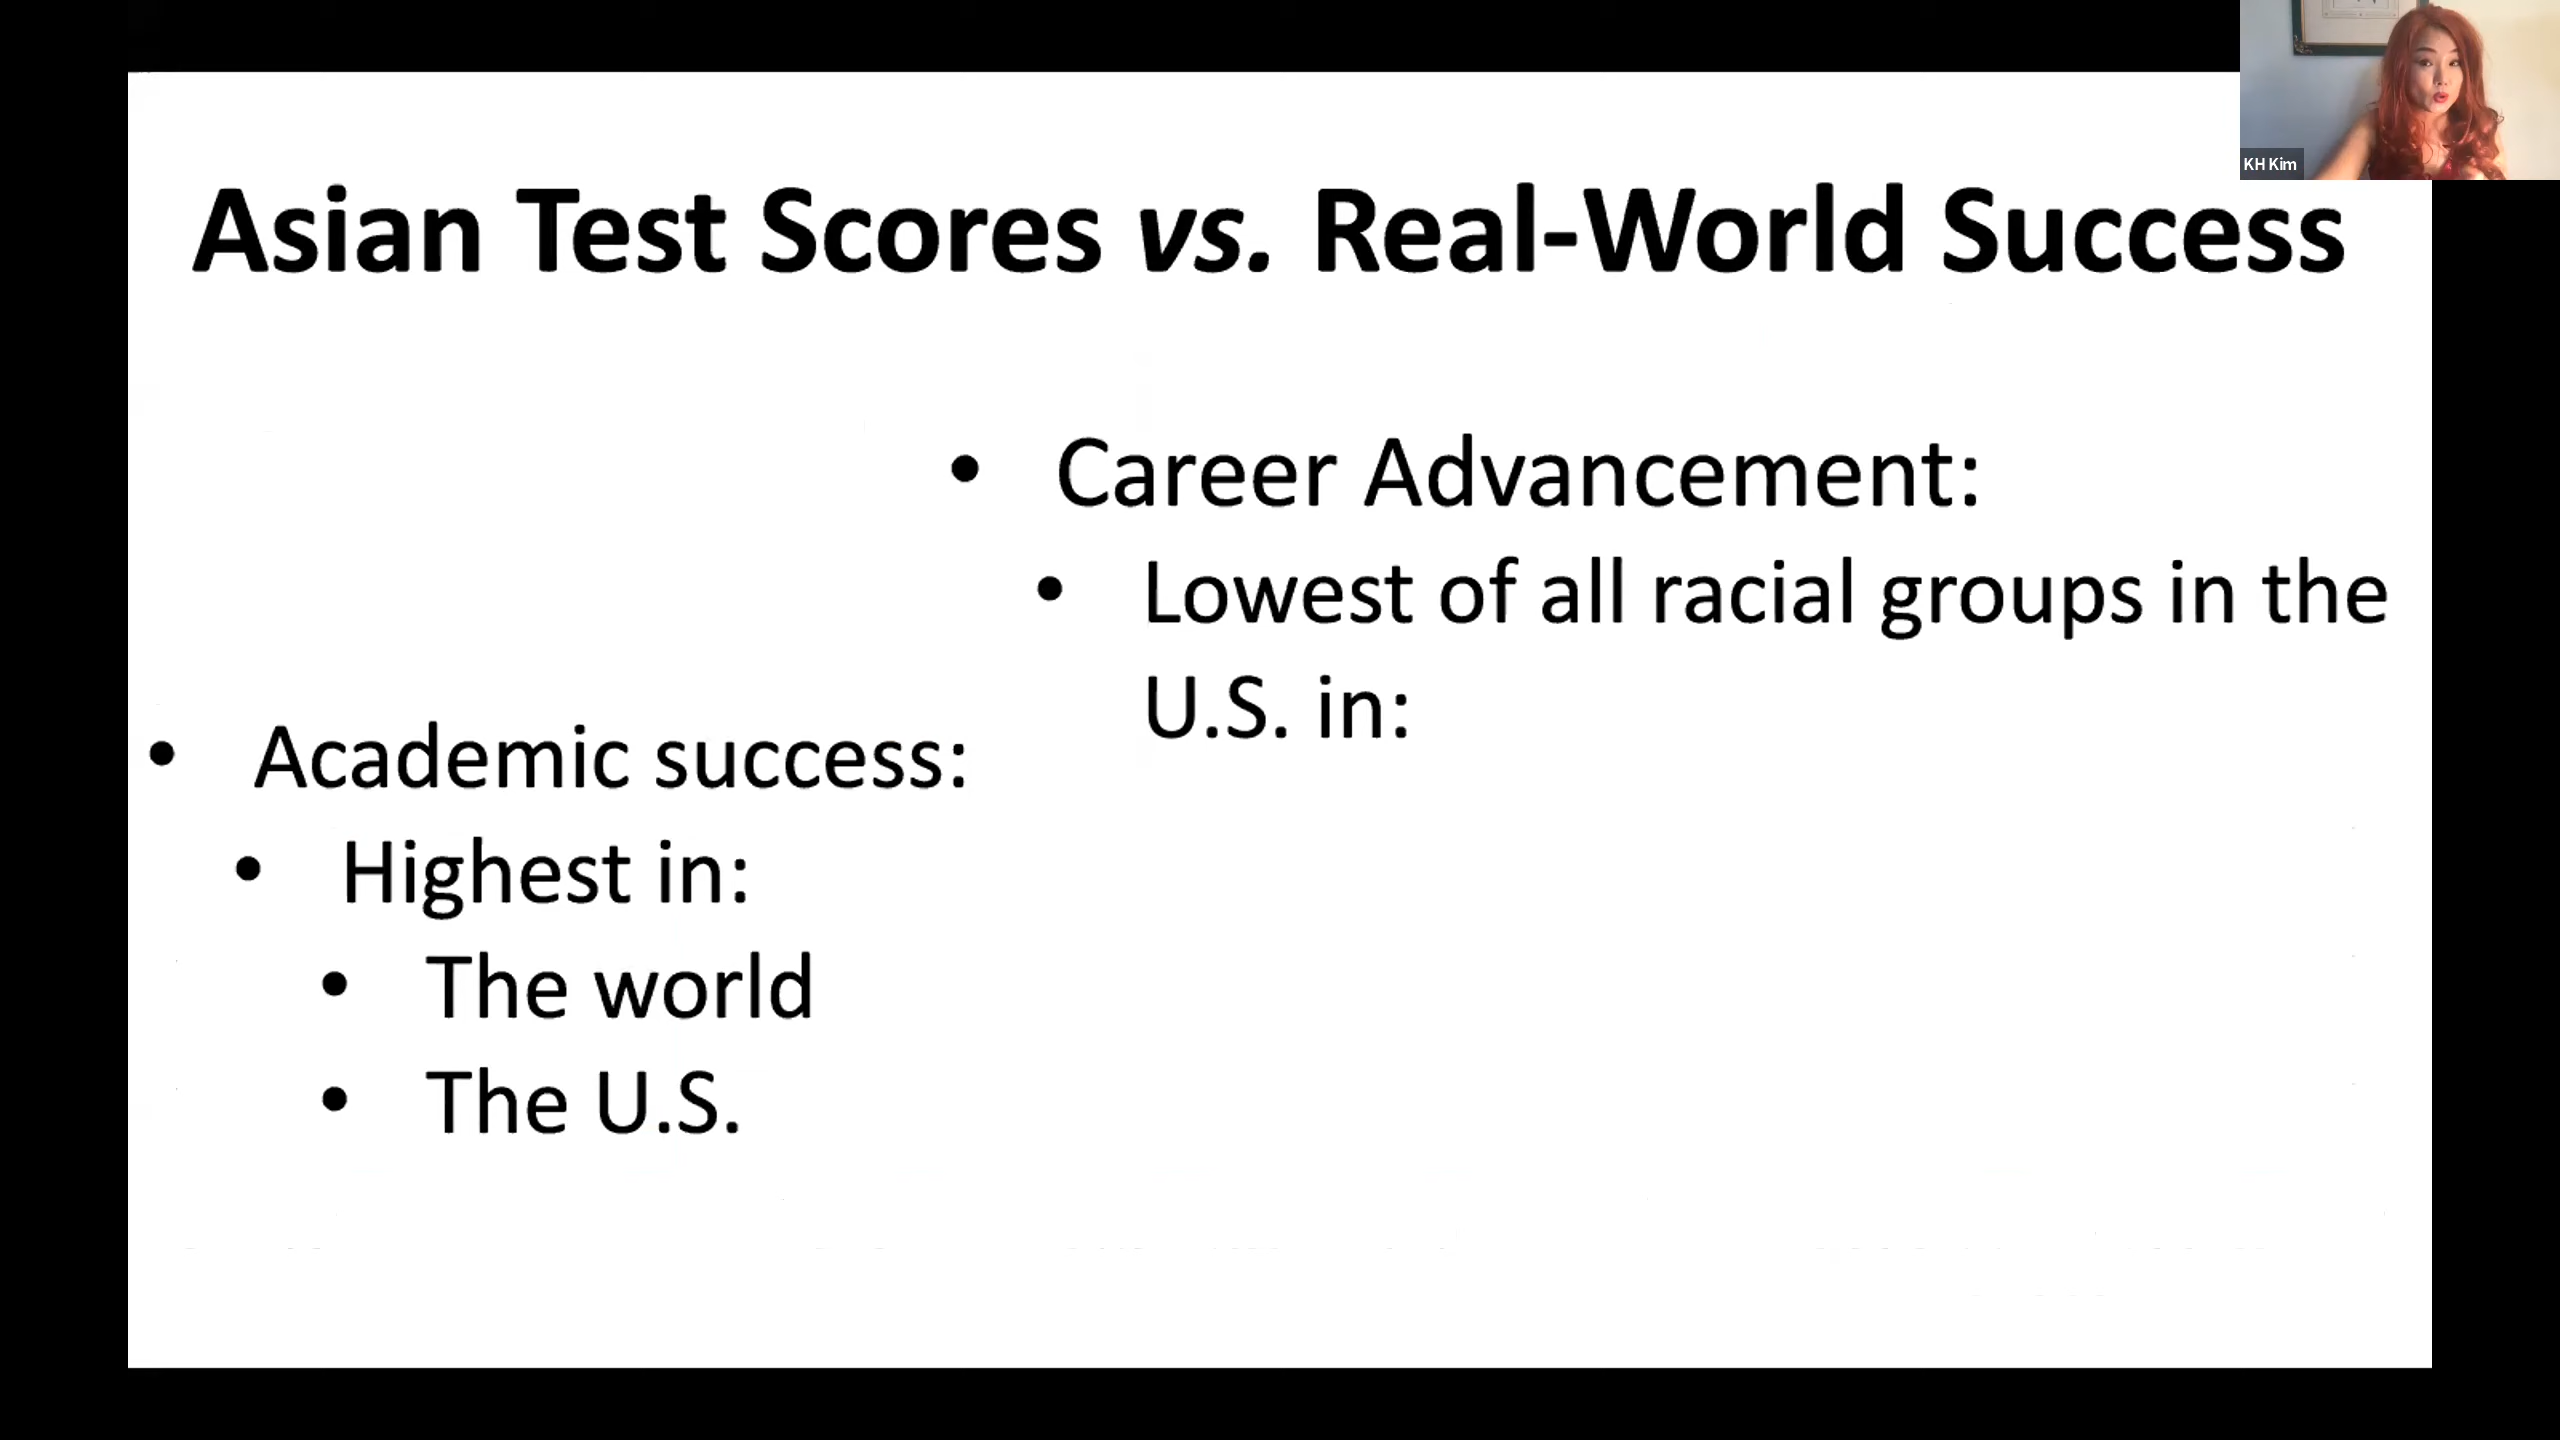 KH Kim
Asian Test Scores vs. Real-World Success
• Academic success:
• Highest in:
• The world
• The U.S.
• Career Advancement:
• Lowest of all racial groups in the
U.S. in: